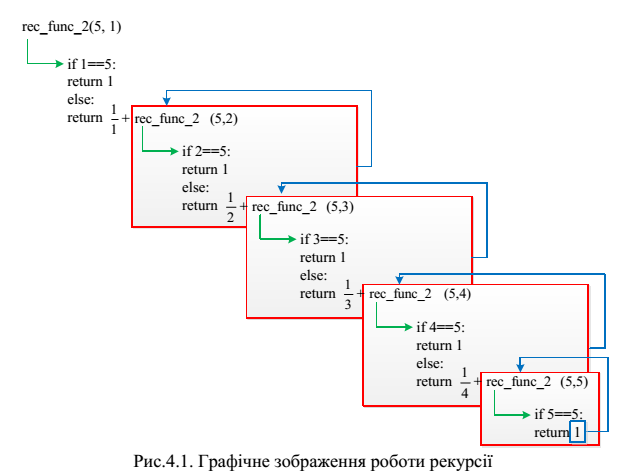 rec_func_2(5, 1)
if 1==5:
return 1
else:
return 1/1 + rec_func_2 (5,2)
if 2==5:
return 1
else:
return 1/2 + rec_func_2 (5,3)
if 3==5:
return 1
else:
return 1/3 + rec_func_2 (5,4)
if 4==5:
return 1
else:
return 1/4 + rec_func_2 (5,5)
if 5==5:
return 1
Рис.4.1. Графічне зображення роботи рекурсії